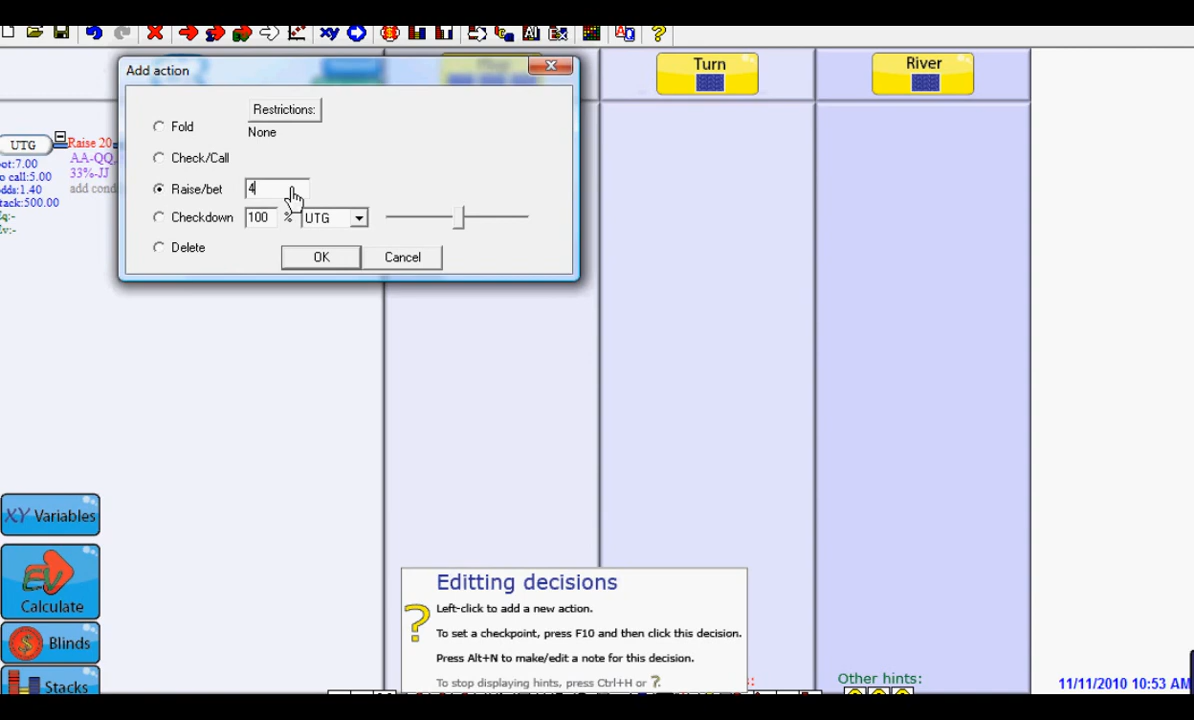 Add action
Turn
River
Restrictions:
None
Fold
Check/Call
Raise/bet 4
Checkdown 100 % UTG
Delete
OK Cancel
UTG
Raise 20
AA-QQ,
33%-JJ
add cond
pot:7.00
o call:5.00
dds:1.40
tack:500.00
Eq:-
Ev:-
XY Variables
EV
Calculate
Blinds
Stacks
Editting decisions
?
Left-click to add a new action.
To set a checkpoint, press F10 and then click this decision.
Press Alt+N to make/edit a note for this decision.
To stop displaying hints, press Ctrl+H or ?
Other hints:
11/11/2010 10:53 AM